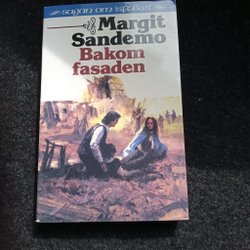 sagan om isfolket
Margit
Sandemo
Bakom
fasaden